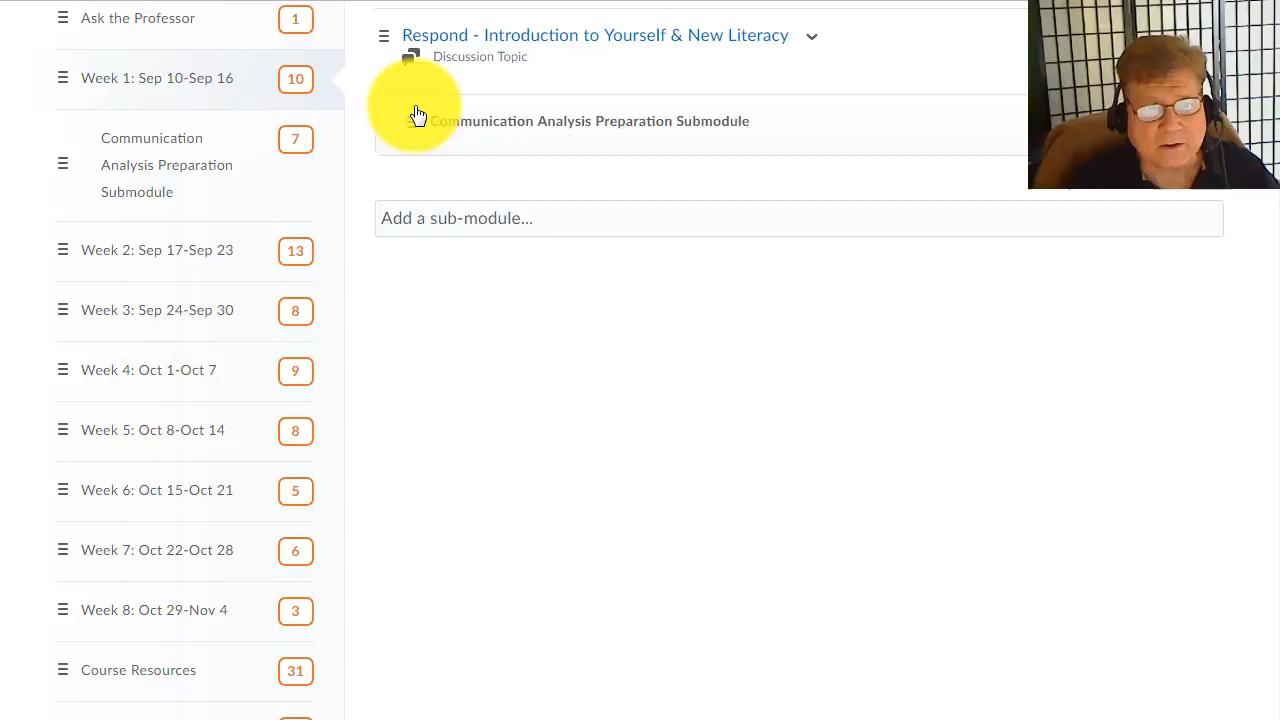 Ask the Professor
1
Week 1: Sep 10-Sep 16
10
Communication
Analysis Preparation
Submodule
7
Week 2: Sep 17-Sep 23
13
Week 3: Sep 24-Sep 30
8
Week 4: Oct 1-Oct 7
9
Week 5: Oct 8-Oct 14
8
Week 6: Oct 15-Oct 21
5
Week 7: Oct 22-Oct 28
6
Week 8: Oct 29-Nov 4
3
Course Resources
31
Respond - Introduction to Yourself & New Literacy
Discussion Topic
Communication Analysis Preparation Submodule
Add a sub-module...